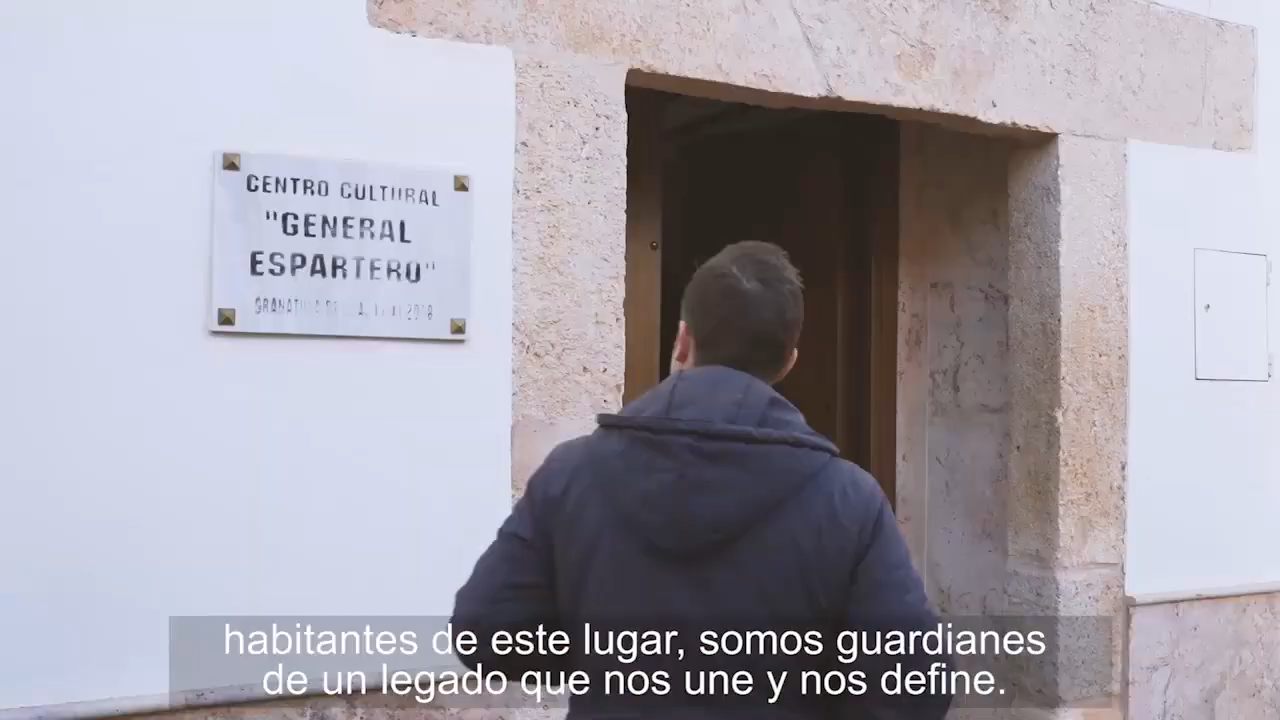 CENTRO CULTURAL
"GENERAL
ESPARTERO"
habitantes de este lugar, somos guardianes
de un legado que nos une y nos define.